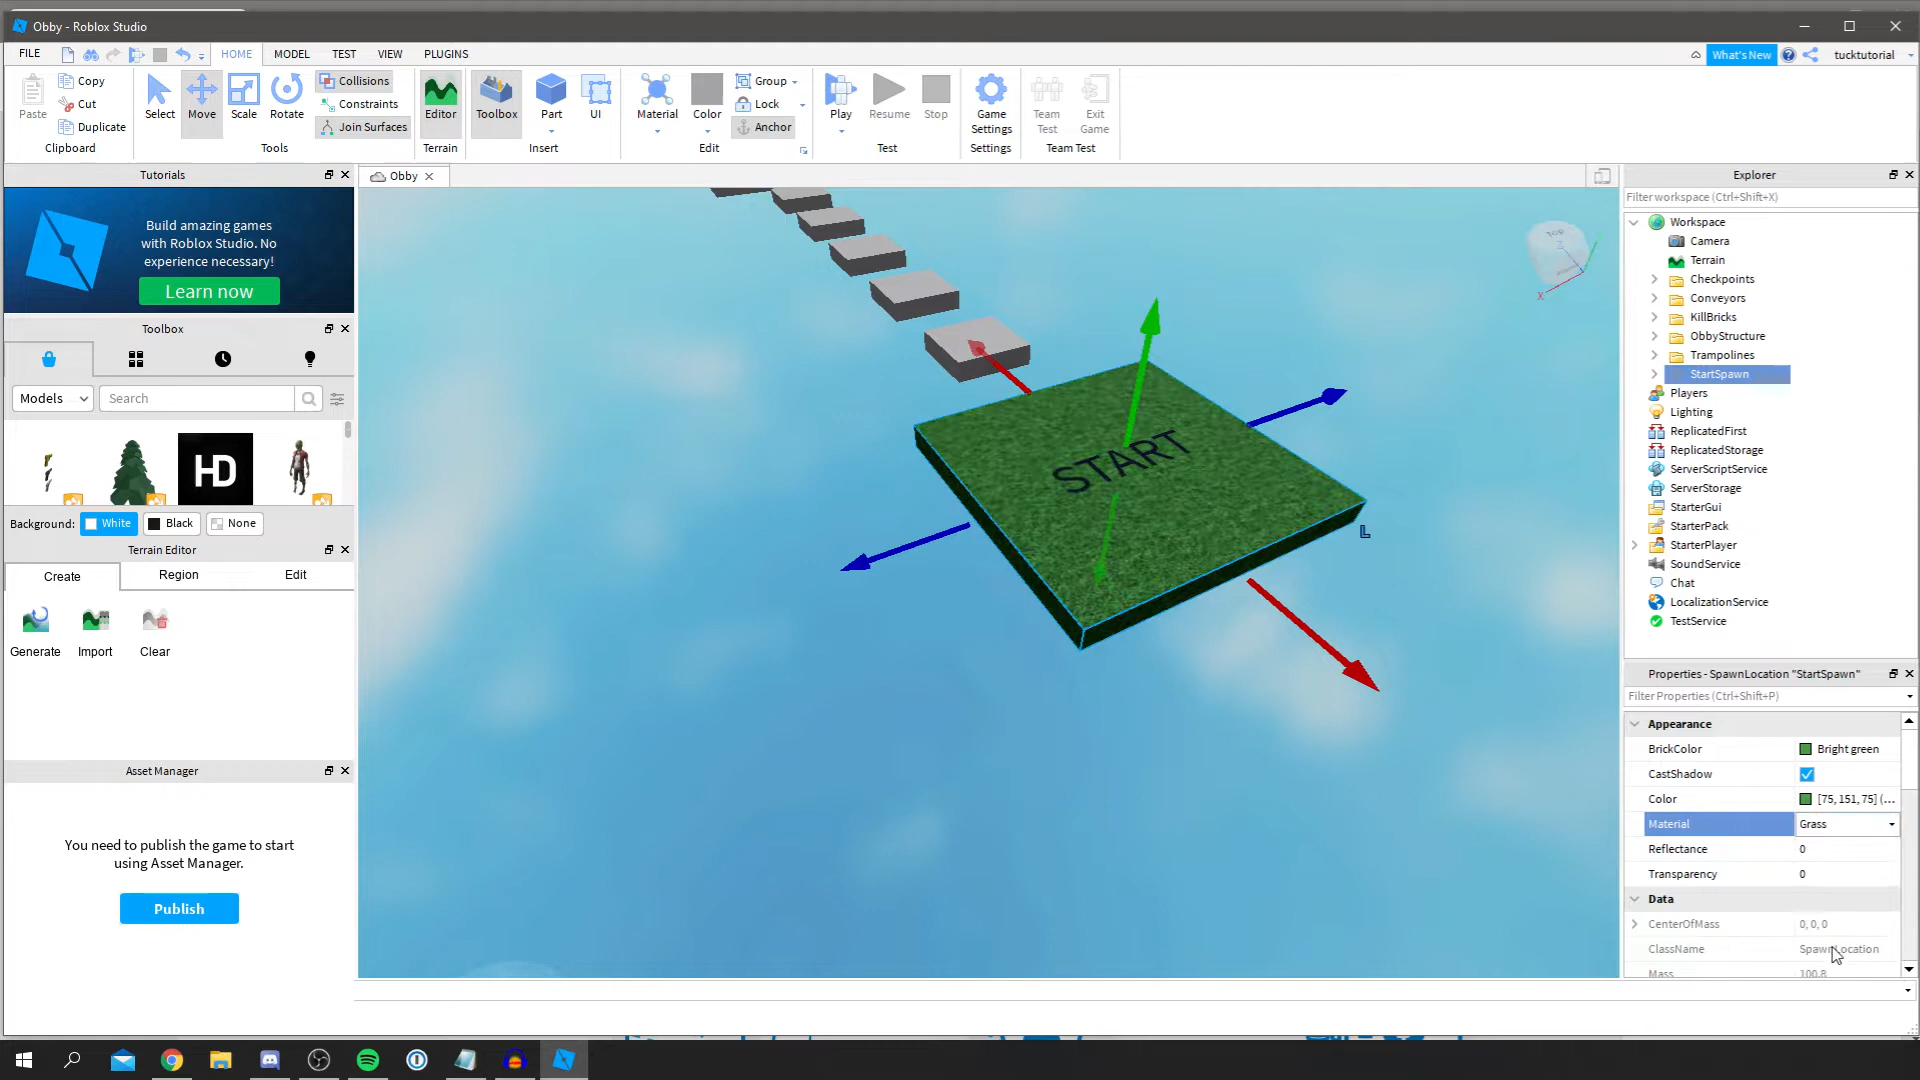 Obby - Roblox Studio
FILE HOME MODEL TEST VIEW PLUGINS
What's New tucktutorial
Paste Copy Cut Duplicate
Clipboard
Select Move Scale Rotate
Collisions
Constraints
Join Surfaces
Tools
Editor
Terrain
Toolbox Part UI
Insert
Material Color
Group
Lock
Anchor
Edit
Play Resume Stop
Test
Game Settings
Settings
Team Test
Exit Game
Team Test
Tutorials
Build amazing games
with Roblox Studio. No
experience necessary!
Learn now
Toolbox
Models Search
HD
Background: White Black None
Terrain Editor
Create Region Edit
Generate Import Clear
Asset Manager
You need to publish the game to start
using Asset Manager.
Publish
Obby
START
L
TOP
Z
X
Explorer
Filter workspace (Ctrl+Shift+X)
Workspace
Camera
Terrain
Checkpoints
Conveyors
KillBricks
ObbyStructure
Trampolines
StartSpawn
Players
Lighting
ReplicatedFirst
ReplicatedStorage
ServerScriptService
ServerStorage
StarterGui
StarterPack
StarterPlayer
SoundService
Chat
LocalizationService
TestService
Properties - SpawnLocation "StartSpawn"
Filter Properties (Ctrl+Shift+P)
Appearance
BrickColor Bright green
CastShadow
Color [75, 151, 75] (...
Material Grass
Reflectance 0
Transparency 0
Data
CenterOfMass 0, 0, 0
ClassName SpawnLocation
Mass 100.8